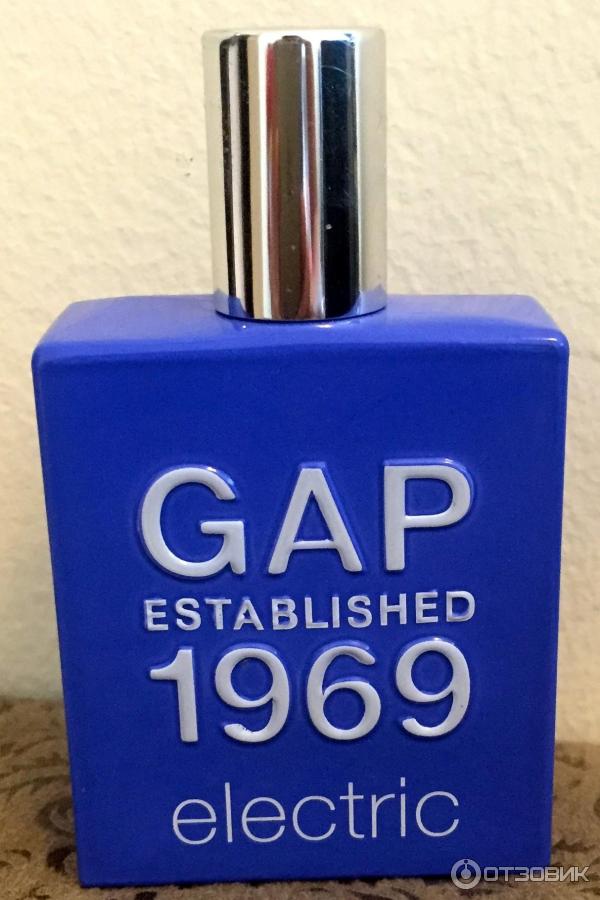 GAP
ESTABLISHED
1969
electric
ОТЗОВИК